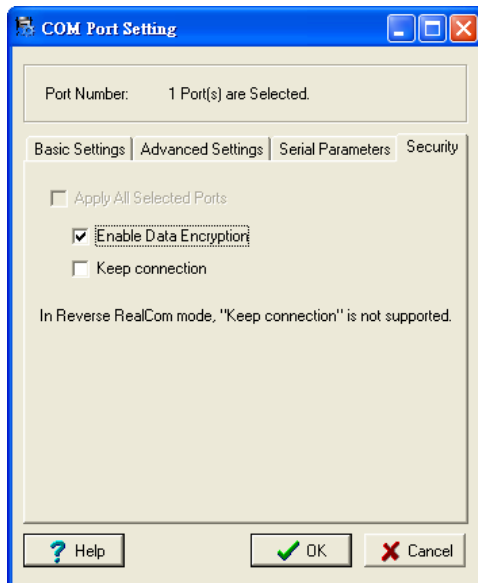 COM Port Setting
Port Number: 1 Port(s) are Selected.
Basic Settings Advanced Settings Serial Parameters Security
Apply All Selected Ports
Enable Data Encryption
Keep connection
In Reverse RealCom mode, "Keep connection" is not supported.
? Help OK Cancel